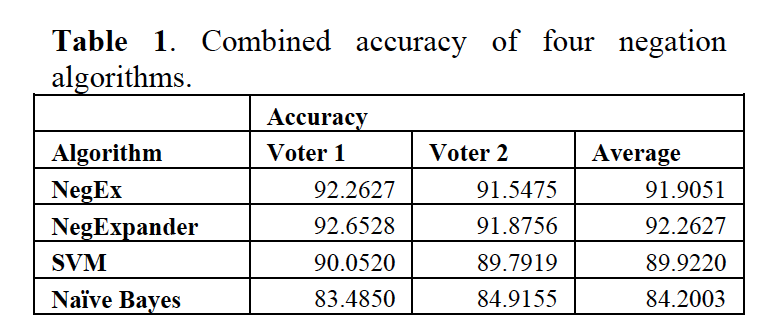 Table 1. Combined accuracy of four negation
algorithms.
Accuracy
Algorithm Voter 1 Voter 2 Average
NegEx 92.2627 91.5475 91.9051
NegExpander 92.6528 91.8756 92.2627
SVM 90.0520 89.7919 89.9220
Naïve Bayes 83.4850 84.9155 84.2003